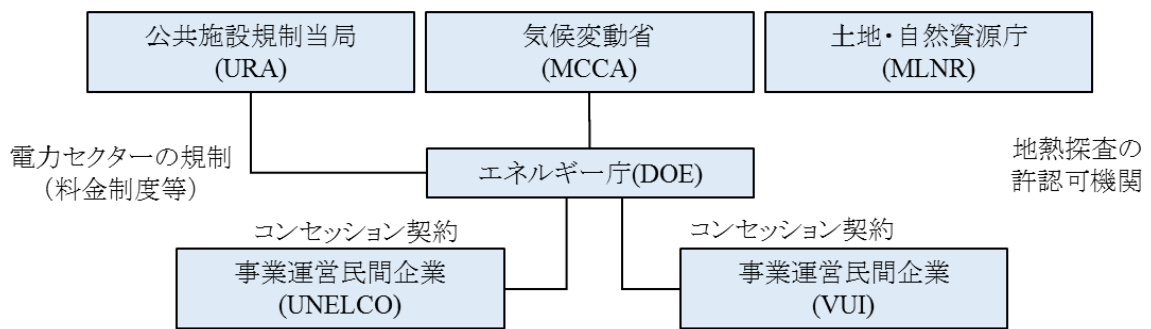 公共施設規制当局
(URA)
気候変動省
(MCCA)
土地・自然資源庁
(MLNR)
電力セクターの規制
（料金制度等）
エネルギー庁(DOE)
地熱探査の
許認可機関
コンセッション契約
コンセッション契約
事業運営民間企業
(UNELCO)
事業運営民間企業
(VUI)